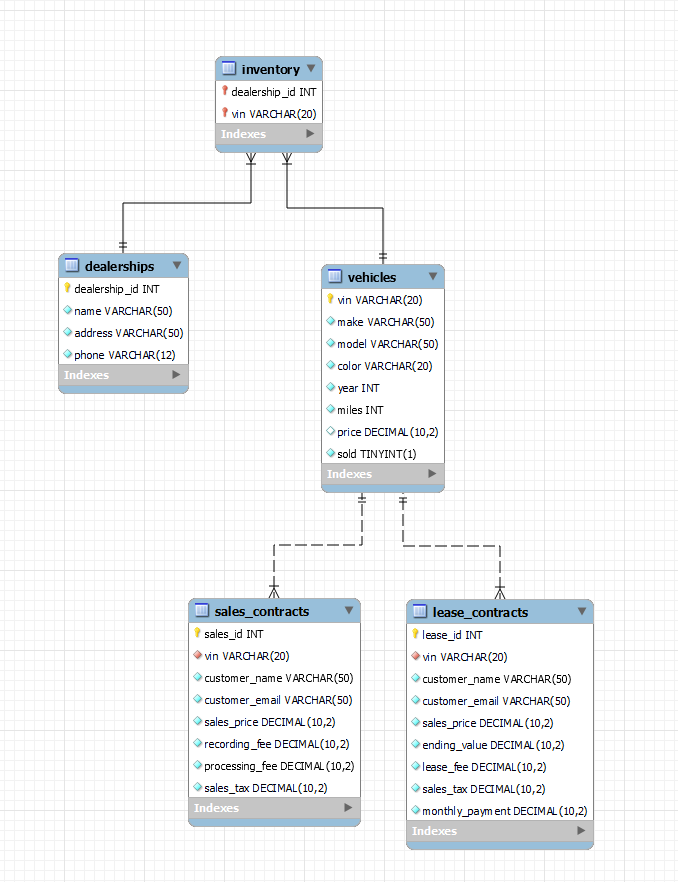 inventory
dealership_id INT
vin VARCHAR(20)
Indexes
dealerships
dealership_id INT
name VARCHAR(50)
address VARCHAR(50)
phone VARCHAR(12)
Indexes
vehicles
vin VARCHAR(20)
make VARCHAR(50)
model VARCHAR(50)
color VARCHAR(20)
year INT
miles INT
price DECIMAL(10,2)
sold TINYINT(1)
Indexes
sales_contracts
sales_id INT
vin VARCHAR(20)
customer_name VARCHAR(50)
customer_email VARCHAR(50)
sales_price DECIMAL(10,2)
recording_fee DECIMAL(10,2)
processing_fee DECIMAL(10,2)
sales_tax DECIMAL(10,2)
Indexes
lease_contracts
lease_id INT
vin VARCHAR(20)
customer_name VARCHAR(50)
customer_email VARCHAR(50)
sales_price DECIMAL(10,2)
ending_value DECIMAL(10,2)
lease_fee DECIMAL(10,2)
sales_tax DECIMAL(10,2)
monthly_payment DECIMAL(10,2)
Indexes